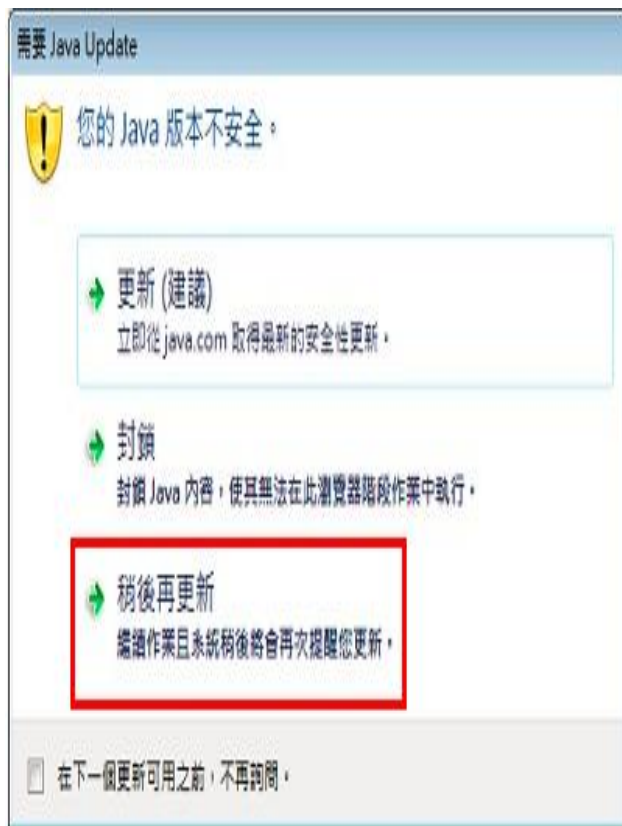 需要 Java Update
您的 Java 版本不安全。
更新 (建議)
立即從 java.com 取得最新的安全性更新。
封鎖
封鎖 Java 內容，使其無法在此瀏覽器階段作業中執行。
稍後再更新
繼續作業且系統稍後將會再次提醒您更新。
在下一個更新可用之前，不再詢問。